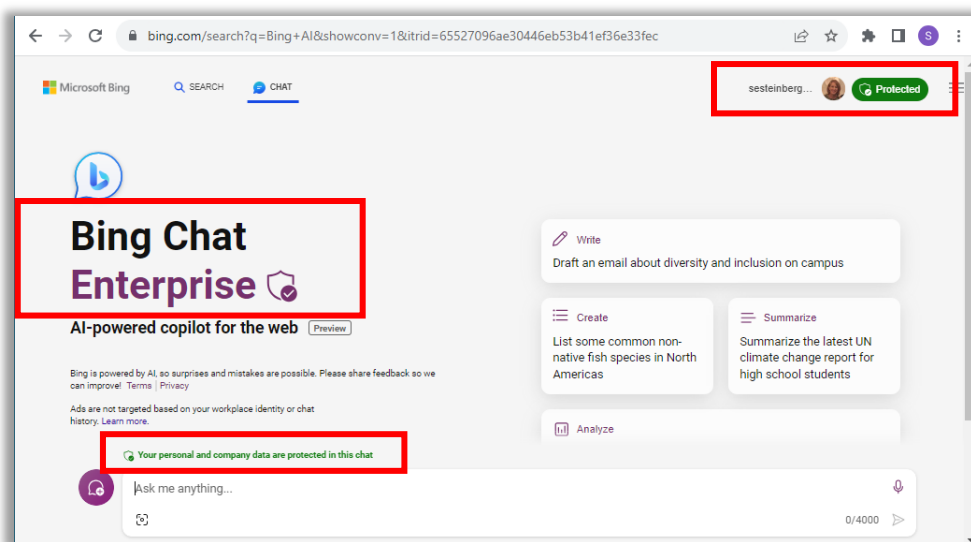 bing.com/search?q=Bing+AI&showconv=1&itrid=65527096ae30446eb53b41ef36e33fec
S
Microsoft Bing
SEARCH
CHAT
sesteinberg...
Protected
Bing Chat
Enterprise
AI-powered copilot for the web Preview
Bing is powered by AI, so surprises and mistakes are possible. Please share feedback so we
can improve! Terms | Privacy
Ads are not targeted based on your workplace identity or chat
history. Learn more.
Write
Draft an email about diversity and inclusion on campus
Create
List some common non-
native fish species in North
Americas
Summarize
Summarize the latest UN
climate change report for
high school students
Analyze
Your personal and company data are protected in this chat
Ask me anything...
0/4000